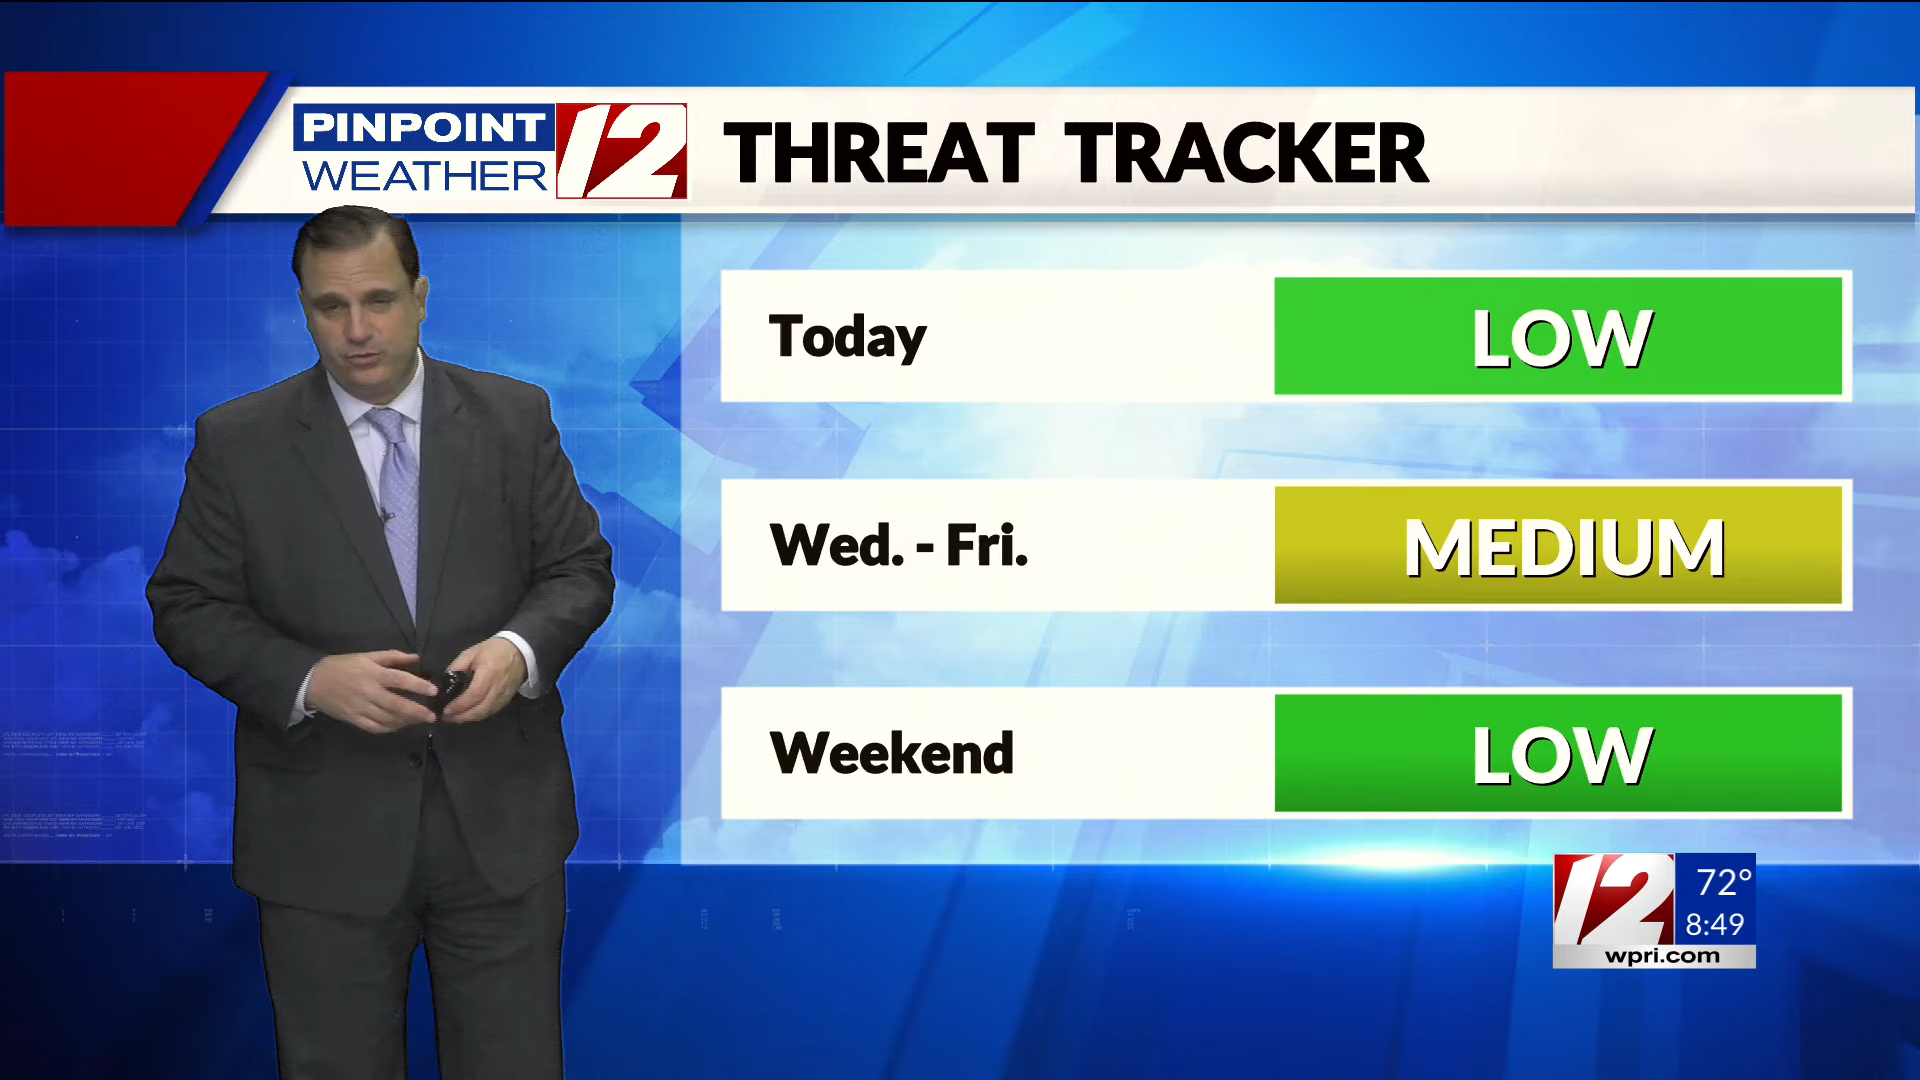 PINPOINT
WEATHER
12
THREAT TRACKER
Today
LOW
Wed. - Fri.
MEDIUM
Weekend
LOW
12
72°
8:49
wpri.com